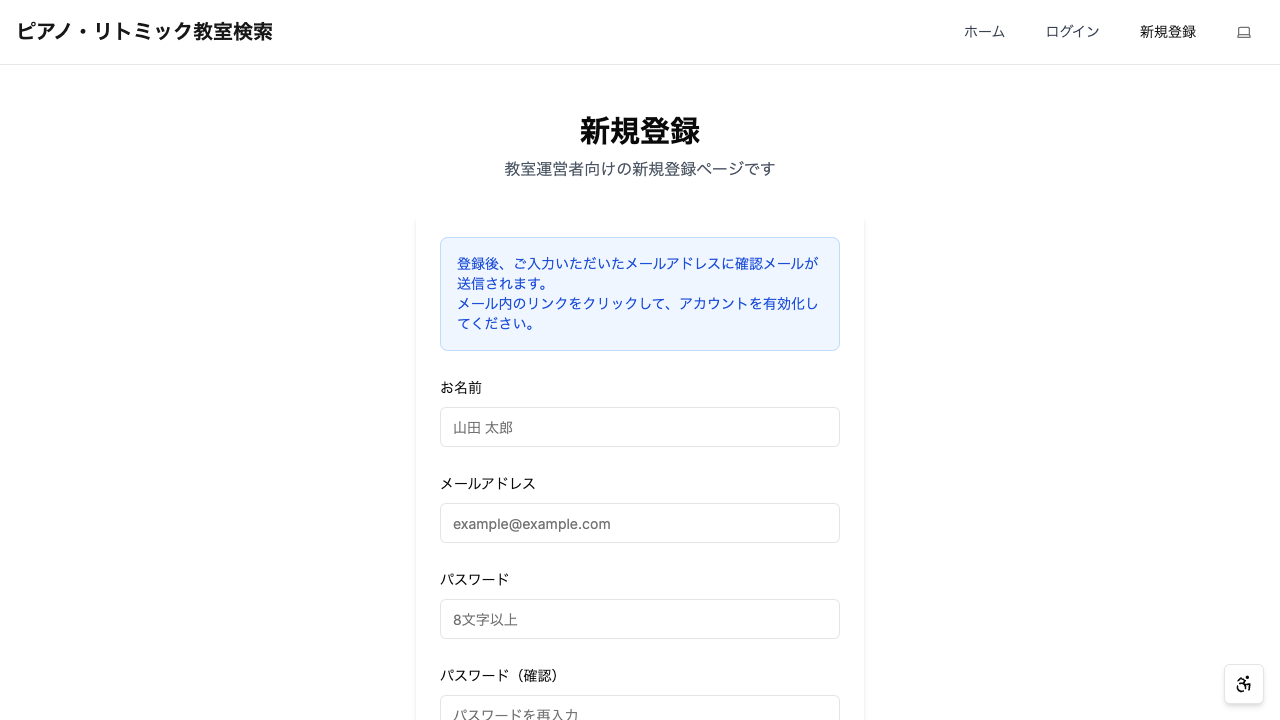 ピアノ・リトミック教室検索
ホーム
ログイン
新規登録
新規登録
教室運営者向けの新規登録ページです
登録後、ご入力いただいたメールアドレスに確認メールが
送信されます。
メール内のリンクをクリックして、アカウントを有効化し
てください。
お名前
山田 太郎
メールアドレス
example@example.com
パスワード
8文字以上
パスワード（確認）
パスワードを再入力